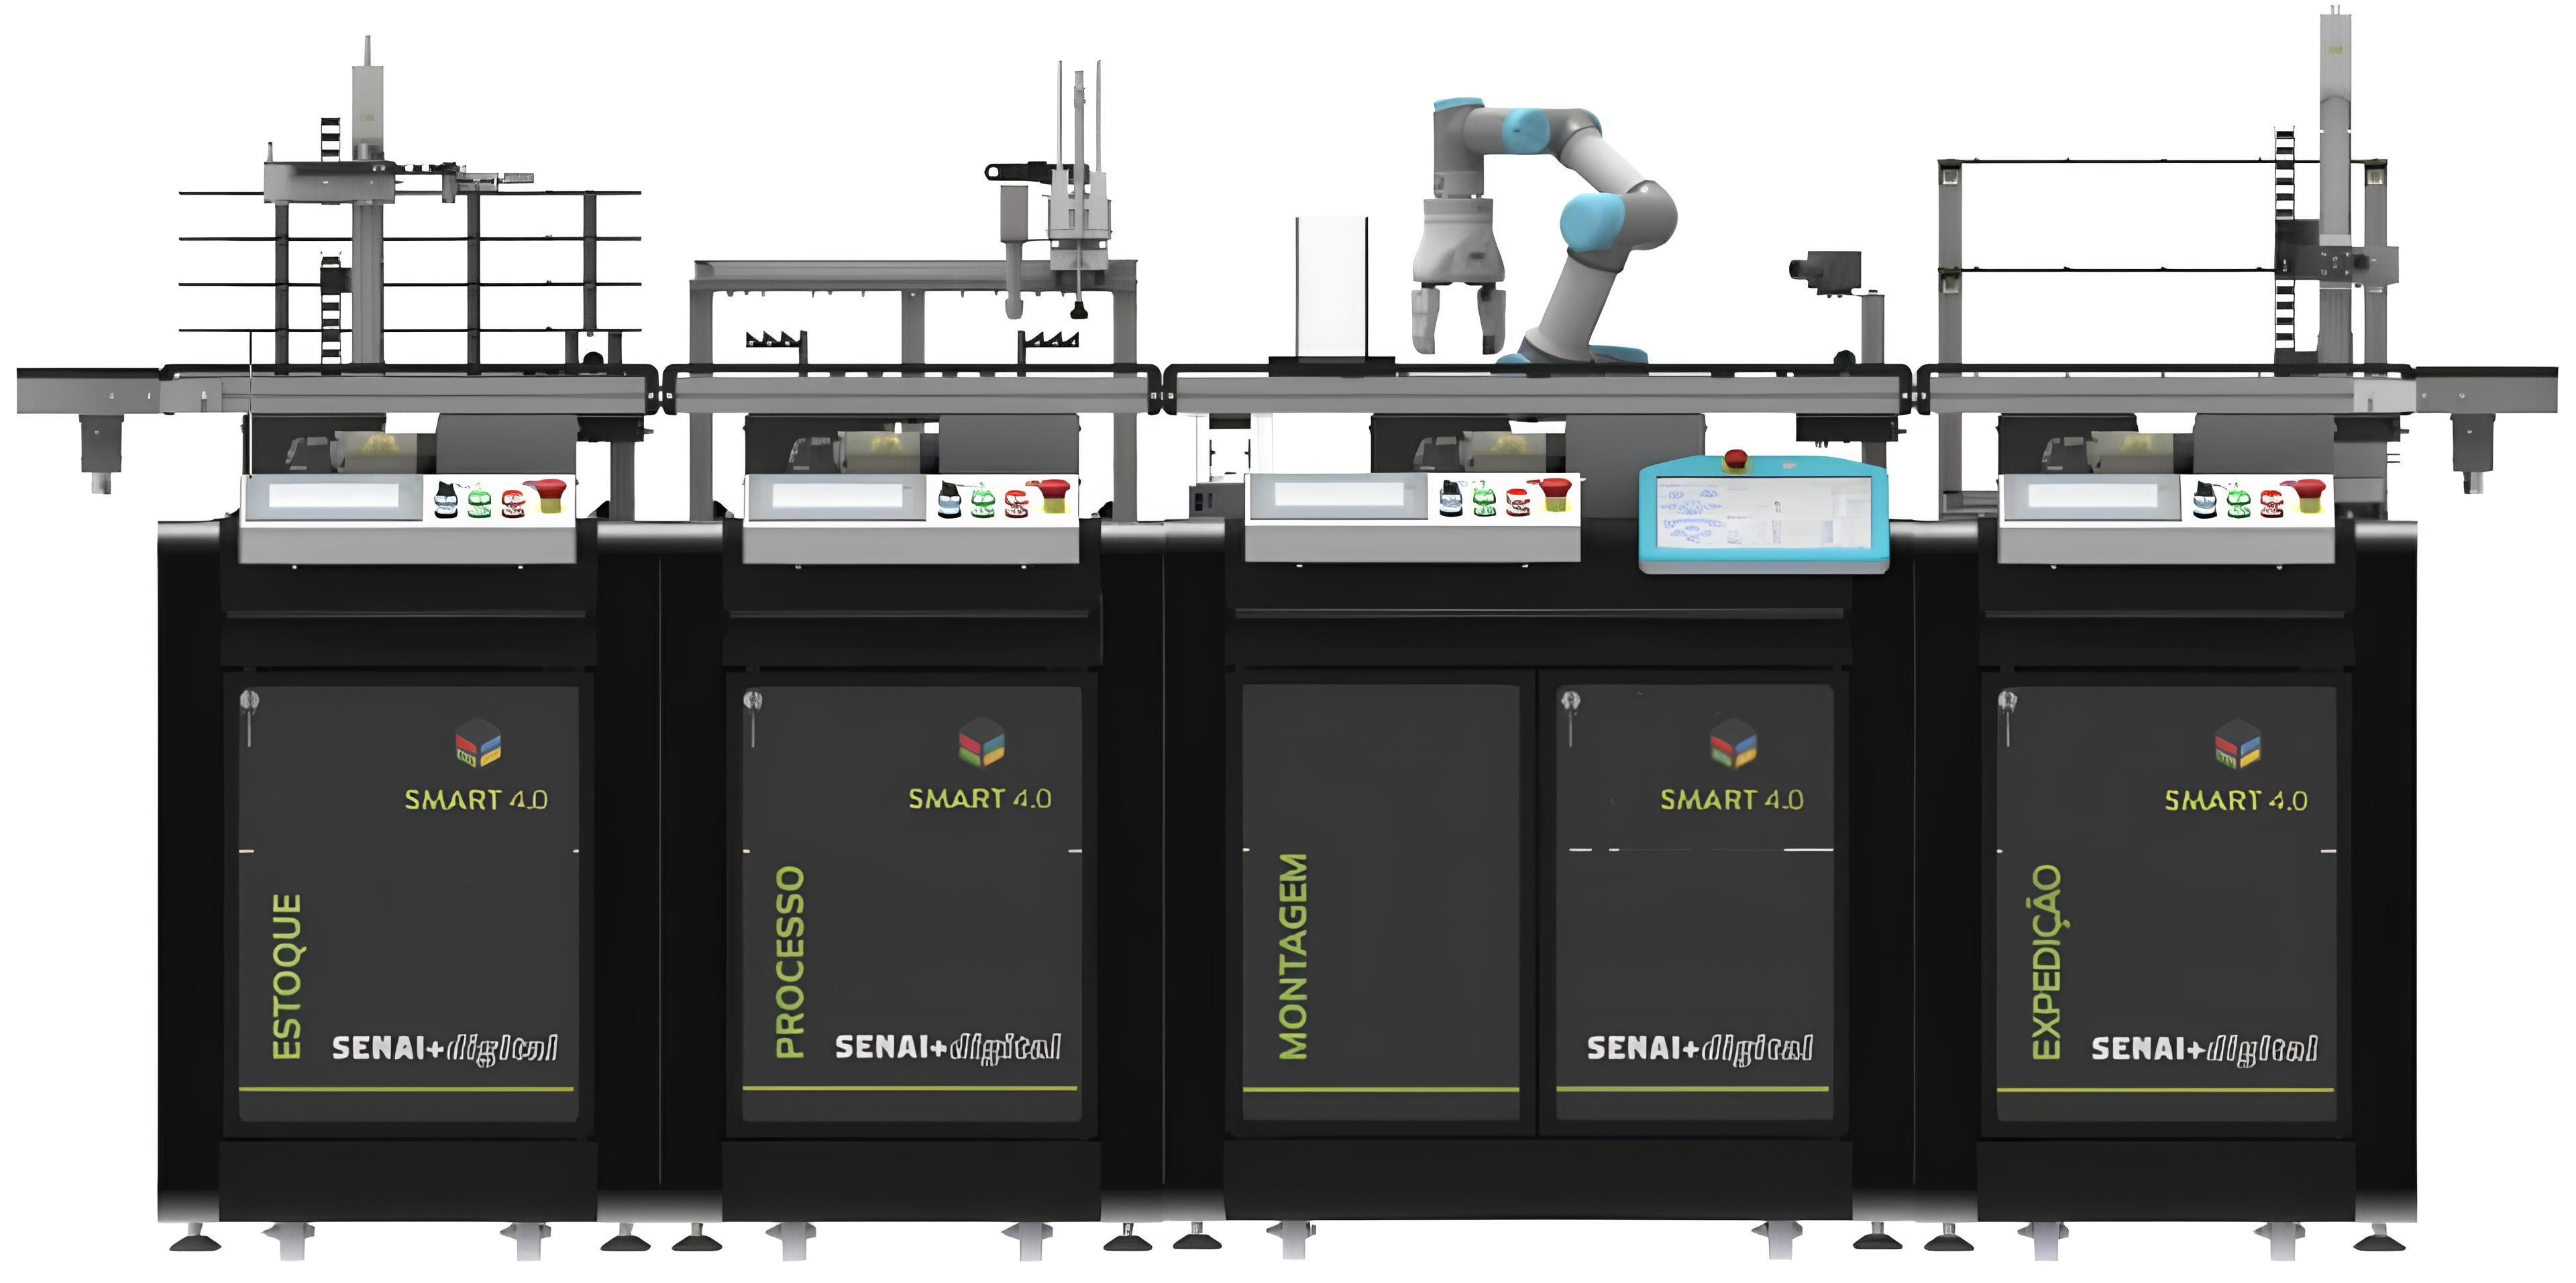 ESTOQUE
SMART 4.0
SENAI+digital
PROCESSO
SMART 4.0
SENAI+digital
MONTAGEM
SMART 4.0
SENAI+digital
EXPEDIÇÃO
SMART 4.0
SENAI+digital